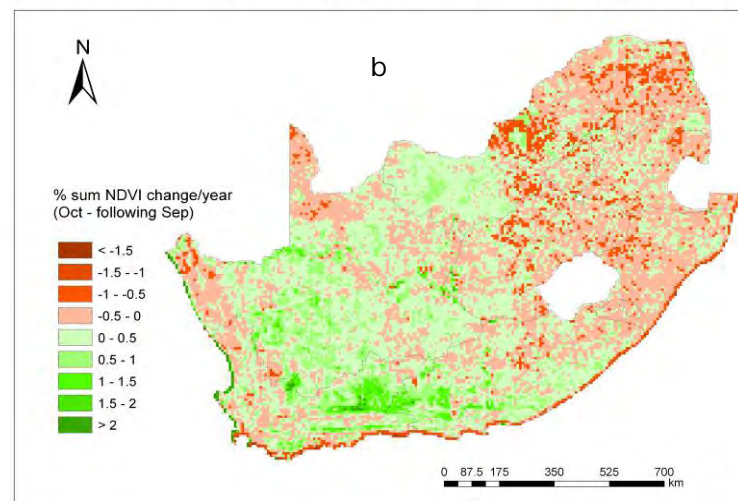 N
b
% sum NDVI change/year
(Oct - following Sep)
< -1.5
-1.5 - -1
-1 - -0.5
-0.5 - 0
0 - 0.5
0.5 - 1
1 - 1.5
1.5 - 2
> 2
0 87.5 175 350 525 700
km